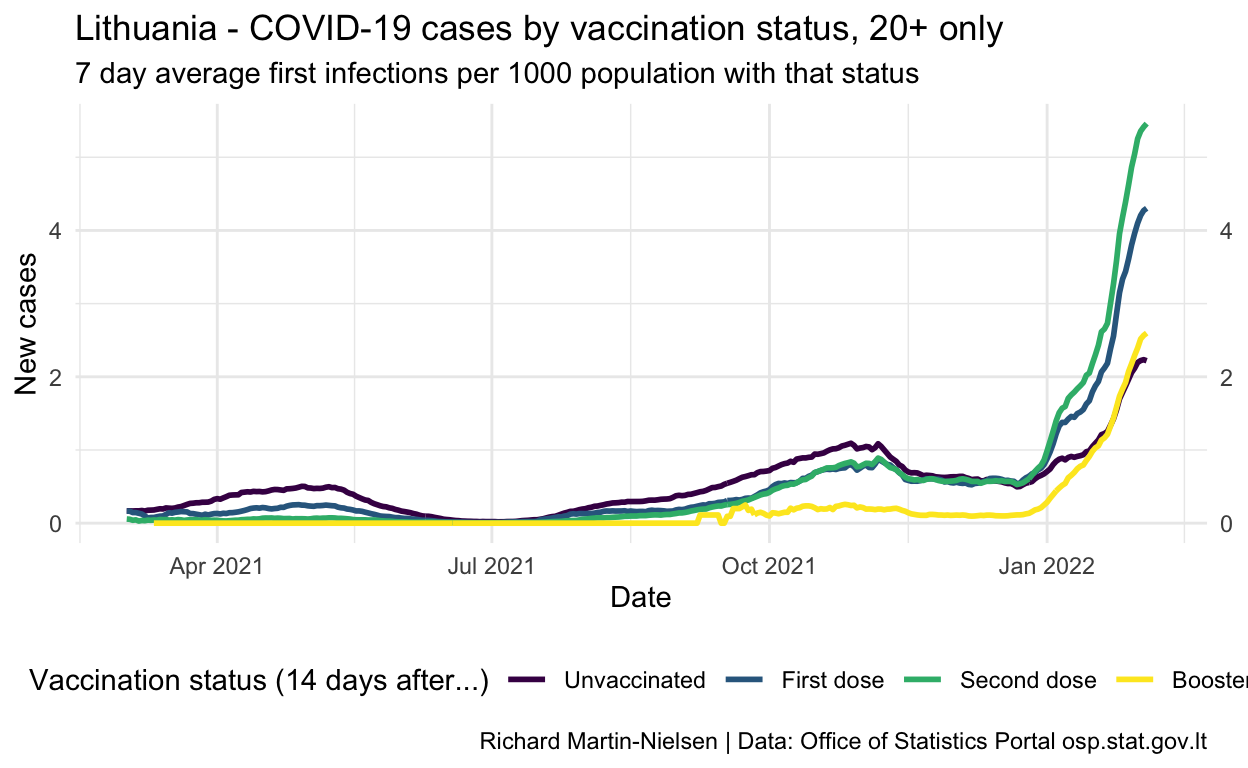 Lithuania - COVID-19 cases by vaccination status, 20+ only
7 day average first infections per 1000 population with that status
New cases
4 4
2 2
0 0
Apr 2021 Jul 2021 Oct 2021 Jan 2022
Date
Vaccination status (14 days after...) Unvaccinated First dose Second dose Booster
Richard Martin-Nielsen | Data: Office of Statistics Portal osp.stat.gov.lt